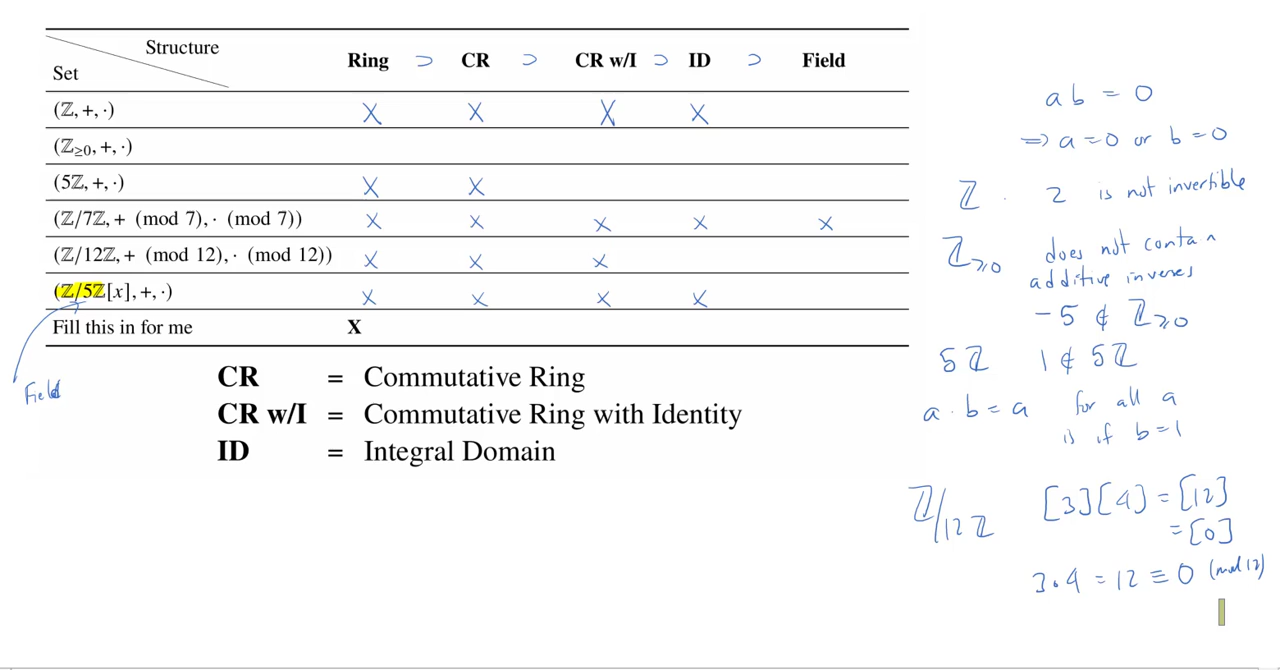 Structure
Set
Ring ⊃ CR ⊃ CR w/I ⊃ ID ⊃ Field
(ℤ, +, ·) X X X X
(ℤ≥0, +, ·)
(5ℤ, +, ·) X X
(ℤ/7ℤ, + (mod 7), · (mod 7)) X X X X X
(ℤ/12ℤ, + (mod 12), · (mod 12)) X X X
(ℤ/5ℤ[x], +, ·) X X X X
Fill this in for me X
Field
CR = Commutative Ring
CR w/I = Commutative Ring with Identity
ID = Integral Domain
ab = 0
⇒ a=0 or b=0
ℤ · 2 is not invertible
ℤ≥0 does not contain
additive inverses
-5 ∉ ℤ≥0
5ℤ 1 ∉ 5ℤ
a · b = a for all a
is if b=1
ℤ/12ℤ [3][4] = [12]
= [0]
3·4 = 12 ≡ 0 (mod 12)